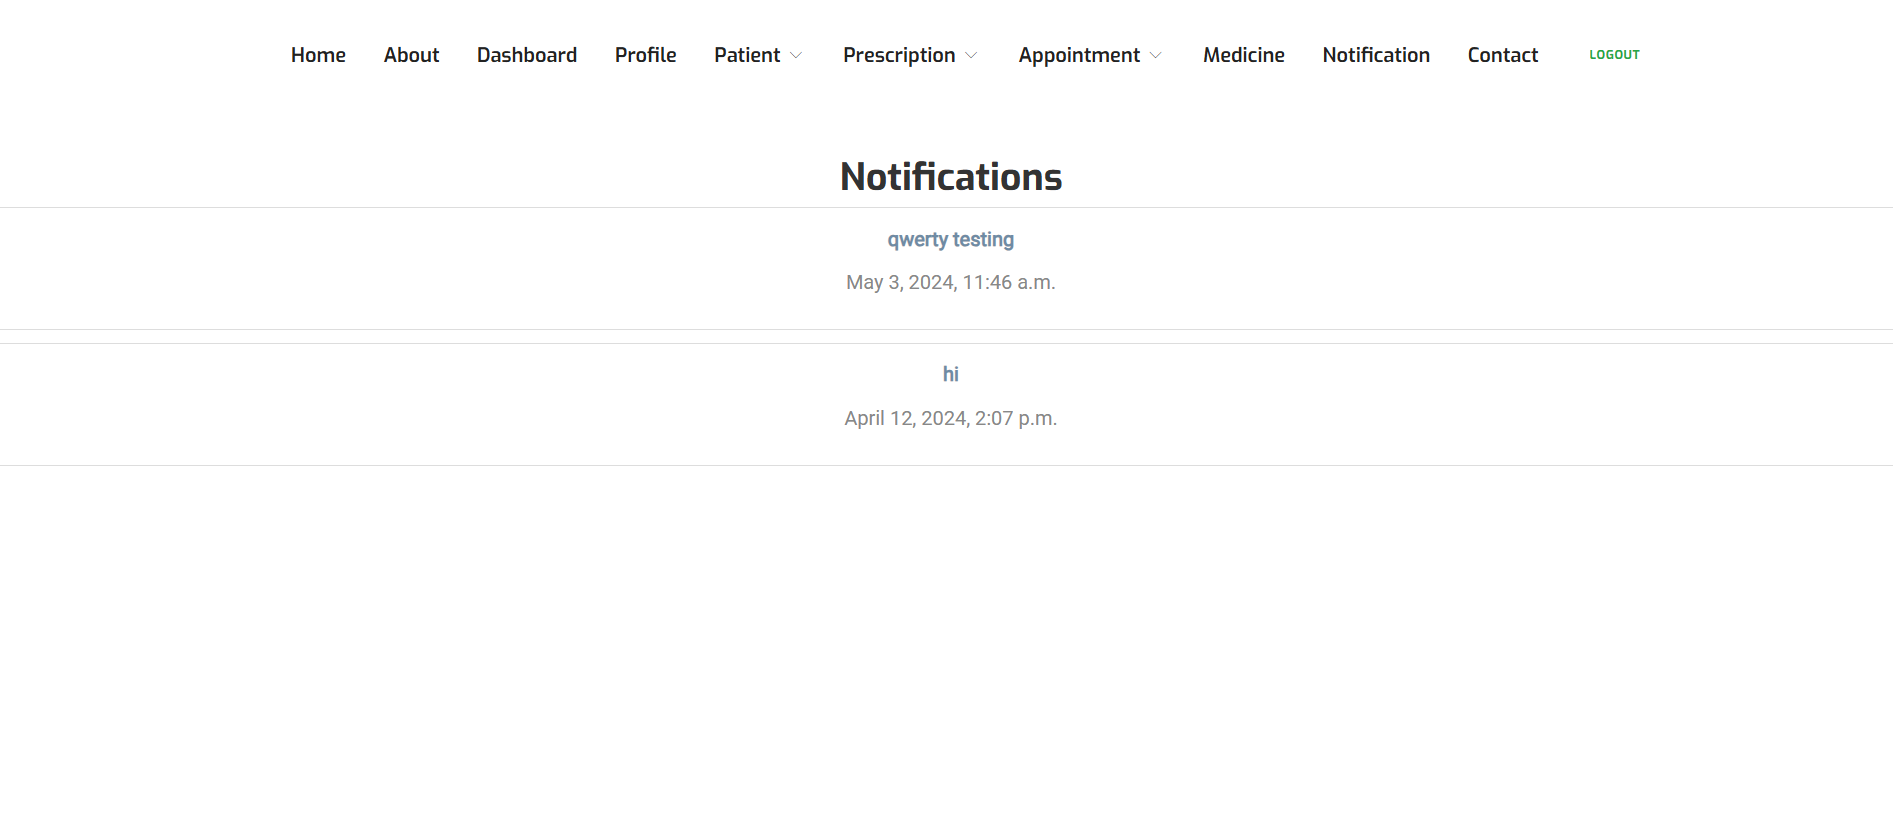 Home About Dashboard Profile Patient Prescription Appointment Medicine Notification Contact LOGOUT
Notifications
qwerty testing
May 3, 2024, 11:46 a.m.
hi
April 12, 2024, 2:07 p.m.